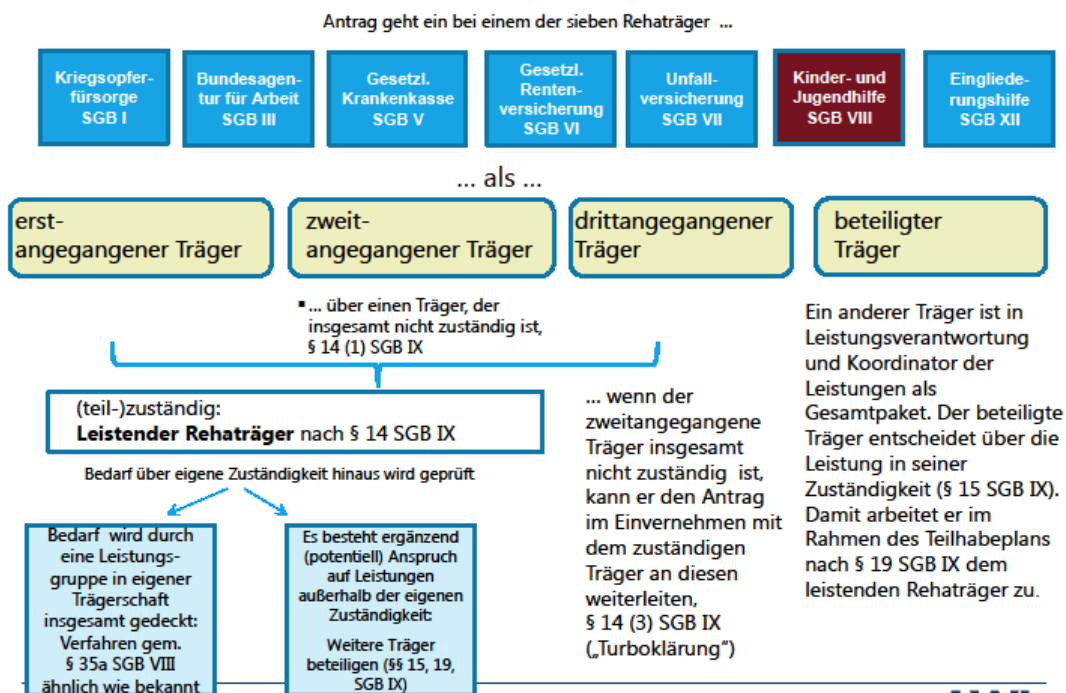 Antrag geht ein bei einem der sieben Rehaträger ...
Kriegsopfer-
fürsorge
SGB I
Bundesagen-
tur für Arbeit
SGB III
Gesetzl.
Krankenkasse
SGB V
Gesetzl.
Renten-
versicherung
SGB VI
Unfall-
versicherung
SGB VII
Kinder- und
Jugendhilfe
SGB VIII
Eingliede-
rungshilfe
SGB XII
... als ...
erst-
angegangener Träger
zweit-
angegangener Träger
drittangegangener
Träger
beteiligter
Träger
▪ ... über einen Träger, der
insgesamt nicht zuständig ist,
§ 14 (1) SGB IX
(teil-)zuständig:
Leistender Rehaträger nach § 14 SGB IX
Bedarf über eigene Zuständigkeit hinaus wird geprüft
Bedarf wird durch
eine Leistungs-
gruppe in eigener
Trägerschaft
insgesamt gedeckt:
Verfahren gem.
§ 35a SGB VIII
ähnlich wie bekannt
Es besteht ergänzend
(potentiell) Anspruch
auf Leistungen
außerhalb der eigenen
Zuständigkeit:
Weitere Träger
beteiligen (§§ 15, 19,
SGB IX)
... wenn der
zweitangegangene
Träger insgesamt
nicht zuständig ist,
kann er den Antrag
im Einvernehmen mit
dem zuständigen
Träger an diesen
weiterleiten,
§ 14 (3) SGB IX
(„Turboklärung")
Ein anderer Träger ist in
Leistungsverantwortung
und Koordinator der
Leistungen als
Gesamtpaket. Der beteiligte
Träger entscheidet über die
Leistung in seiner
Zuständigkeit (§ 15 SGB IX).
Damit arbeitet er im
Rahmen des Teilhabeplans
nach § 19 SGB IX dem
leistenden Rehaträger zu.